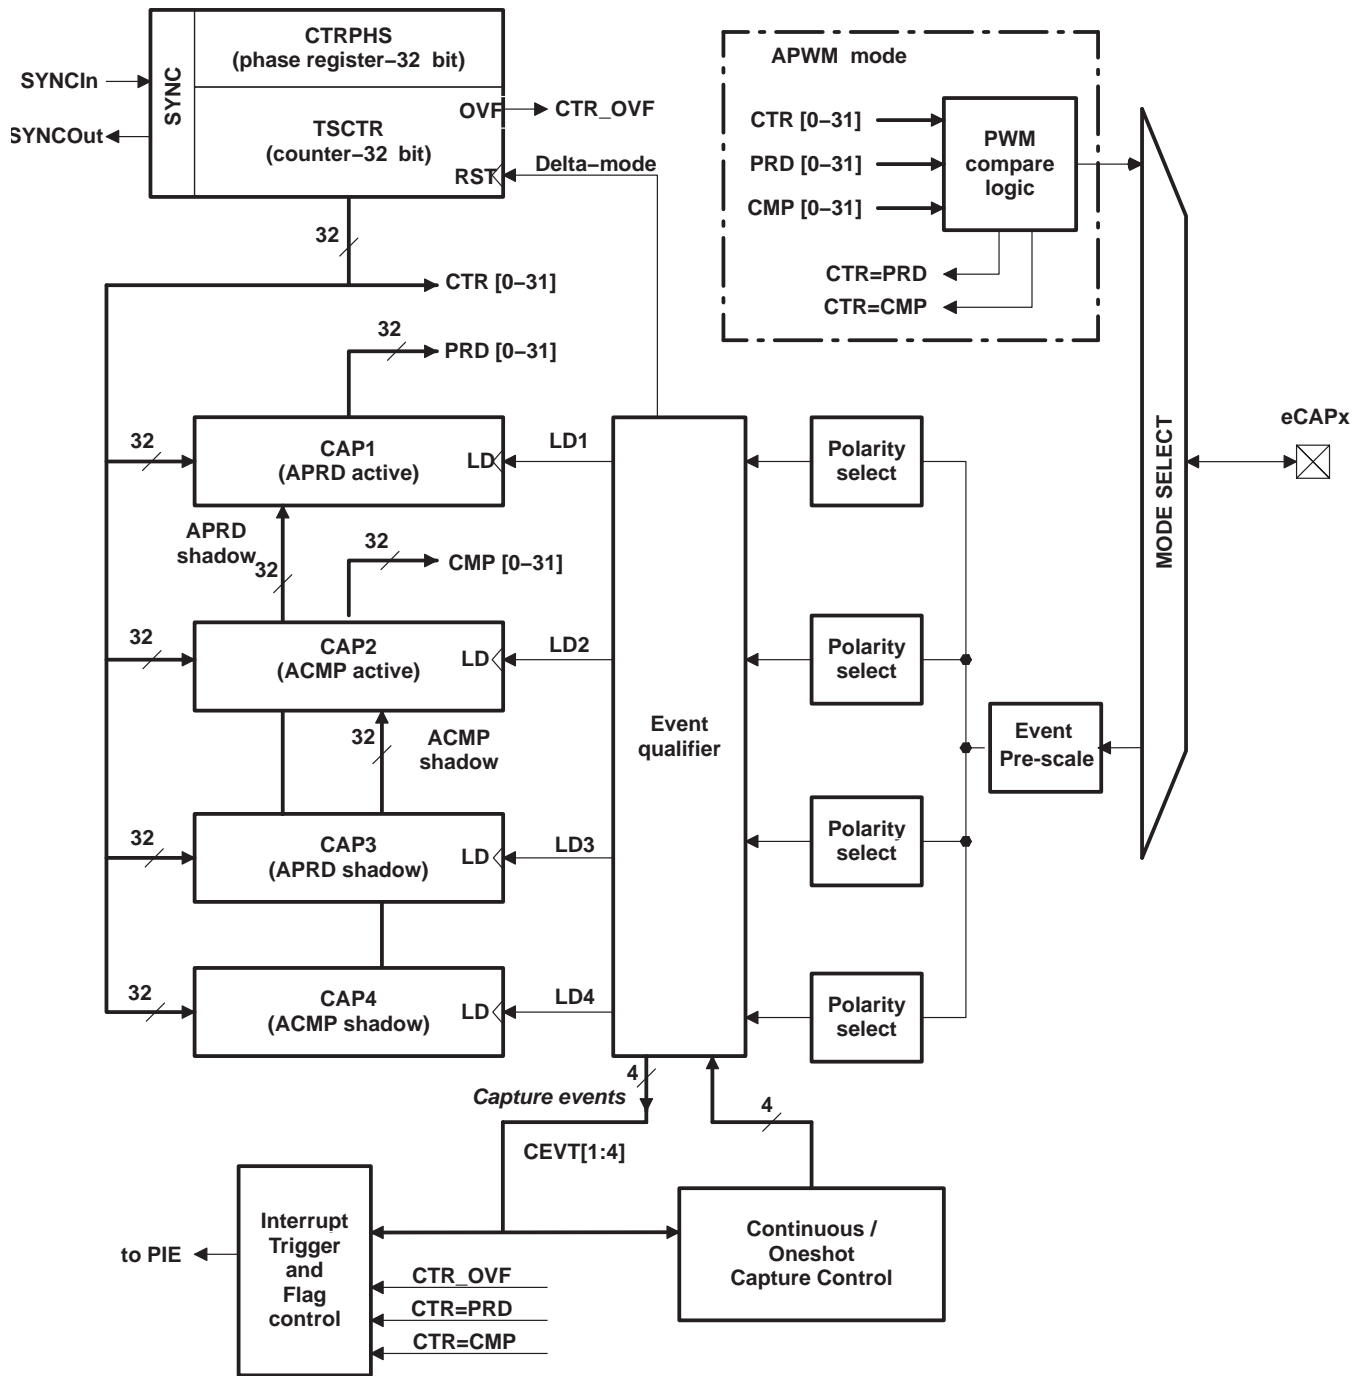 CTRPHS
(phase register−32 bit)
SYNC
SYNCIn
SYNCOut
OVF
CTR_OVF
TSCTR
(counter−32 bit)
RST
Delta−mode
32
CTR [0−31]
32
PRD [0−31]
APWM mode
CTR [0−31]
PRD [0−31]
CMP [0−31]
PWM
compare
logic
CTR=PRD
CTR=CMP
MODE SELECT
eCAPx
32
CAP1
(APRD active)
LD
LD1
Polarity
select
APRD
shadow
32
32
CMP [0−31]
32
CAP2
(ACMP active)
LD
LD2
Polarity
select
32
ACMP
shadow
Event
qualifier
Event
Pre-scale
32
CAP3
(APRD shadow)
LD
LD3
Polarity
select
32
CAP4
(ACMP shadow)
LD
LD4
Polarity
select
4
Capture events
CEVT[1:4]
4
Interrupt
Trigger
and
Flag
control
to PIE
CTR_OVF
CTR=PRD
CTR=CMP
Continuous /
Oneshot
Capture Control